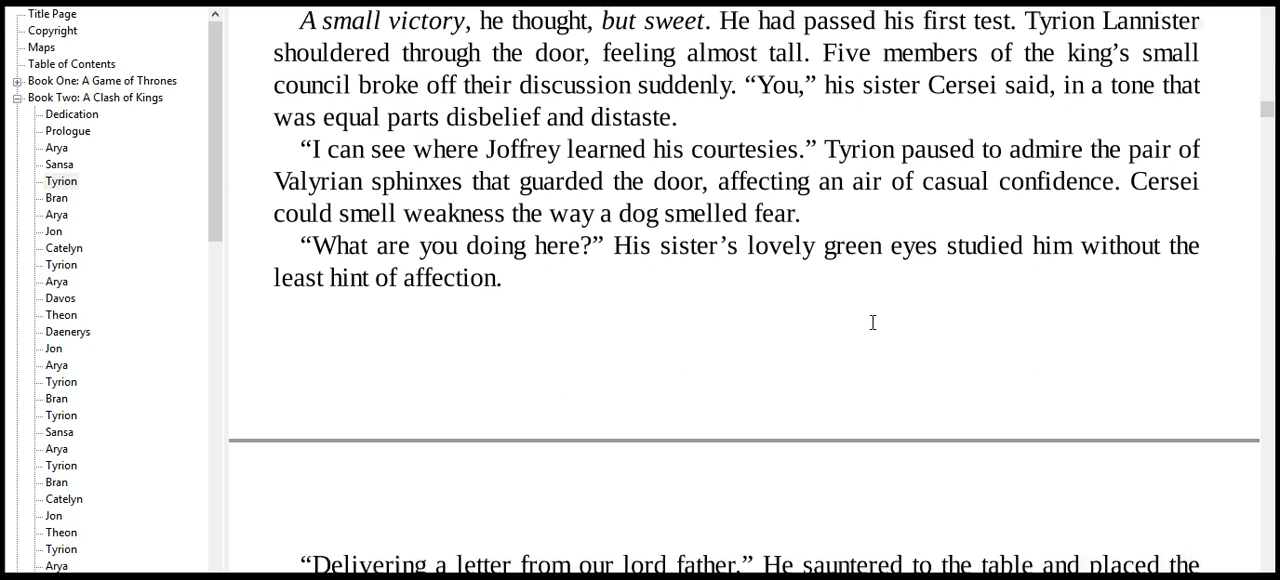 Title Page
Copyright
Maps
Table of Contents
Book One: A Game of Thrones
Book Two: A Clash of Kings
Dedication
Prologue
Arya
Sansa
Tyrion
Bran
Arya
Jon
Catelyn
Tyrion
Arya
Davos
Theon
Daenerys
Jon
Arya
Tyrion
Bran
Tyrion
Sansa
Arya
Tyrion
Bran
Catelyn
Jon
Theon
Tyrion
Arya
A small victory, he thought, but sweet. He had passed his first test. Tyrion Lannister
shouldered through the door, feeling almost tall. Five members of the king’s small
council broke off their discussion suddenly. “You,” his sister Cersei said, in a tone that
was equal parts disbelief and distaste.
“I can see where Joffrey learned his courtesies.” Tyrion paused to admire the pair of
Valyrian sphinxes that guarded the door, affecting an air of casual confidence. Cersei
could smell weakness the way a dog smelled fear.
“What are you doing here?” His sister’s lovely green eyes studied him without the
least hint of affection.
“Delivering a letter from our lord father.” He sauntered to the table and placed the